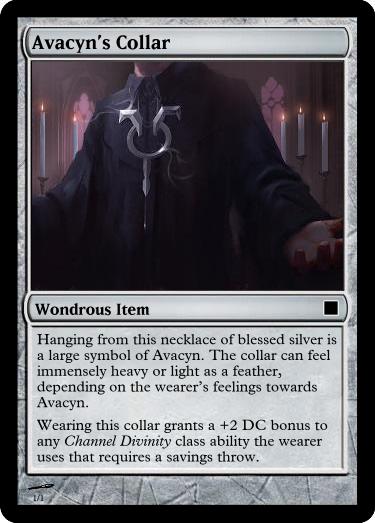 Avacyn's Collar
Wondrous Item
Hanging from this necklace of blessed silver is
a large symbol of Avacyn. The collar can feel
immensely heavy or light as a feather,
depending on the wearer's feelings towards
Avacyn.
Wearing this collar grants a +2 DC bonus to
any Channel Divinity class ability the wearer
uses that requires a savings throw.
1/1